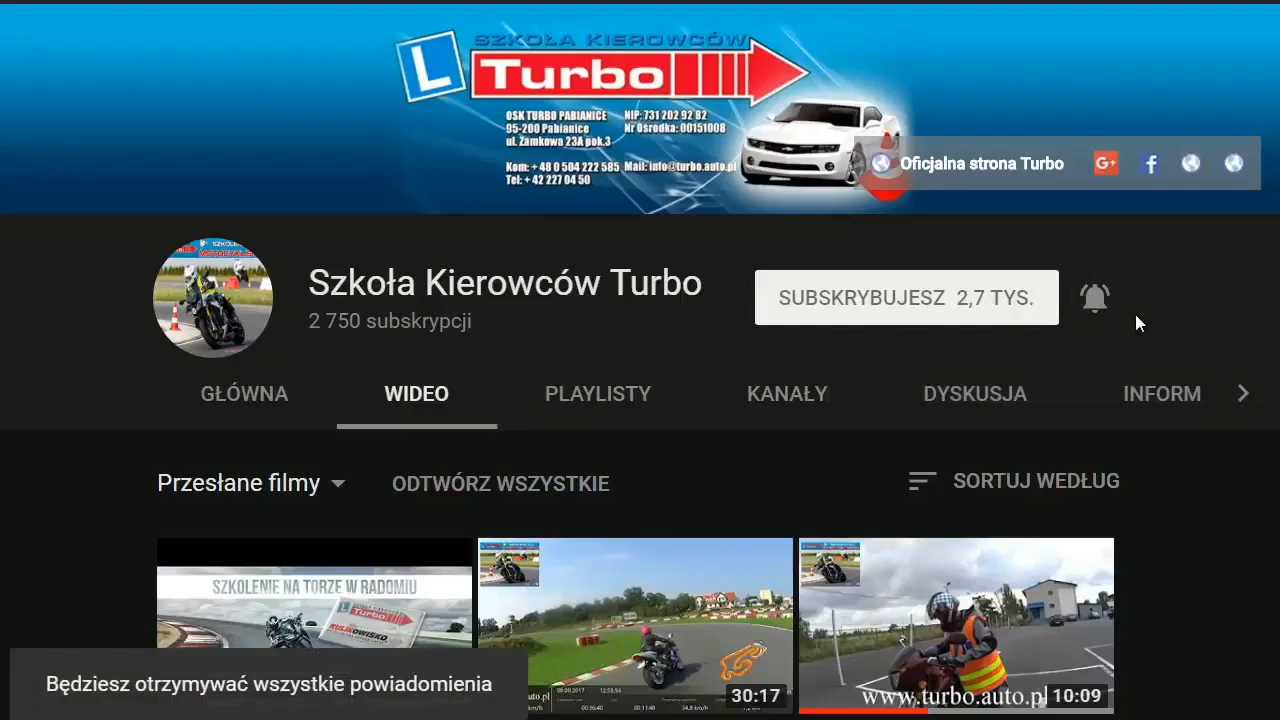 SZKOŁA KIEROWCÓW
L Turbo
OSK TURBO PABIANICE NIP: 731 202 92 82
95-200 Pabianice Nr Ośrodka: 00151008
ul. Zamkowa 23A pok.3
Kom: + 48 0 504 222 585 Mail: info@turbo.auto.pl
Tel: + 42 227 04 50
Oficjalna strona Turbo
G+ f
Szkoła Kierowców Turbo
2 750 subskrypcji
SUBSKRYBUJESZ 2,7 TYS.
GŁÓWNA WIDEO PLAYLISTY KANAŁY DYSKUSJA INFORM
Przesłane filmy ODTWÓRZ WSZYSTKIE SORTUJ WEDŁUG
SZKOLENIE NA TORZE W RADOMIU
L Turbo
KULIKOWISKO
30:17
www.turbo.auto.pl 10:09
Będziesz otrzymywać wszystkie powiadomienia